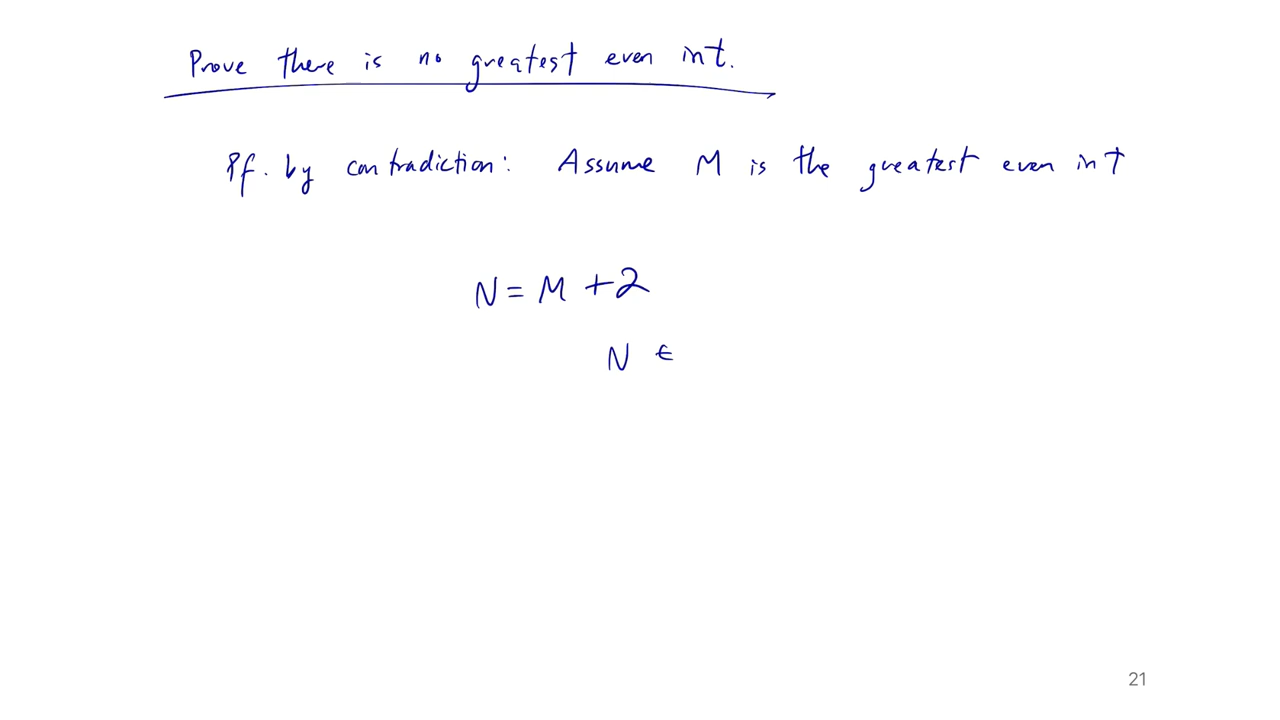 Prove there is no greatest even int.
Pf. by contradiction: Assume M is the greatest even int
N = M + 2
N ∈
21